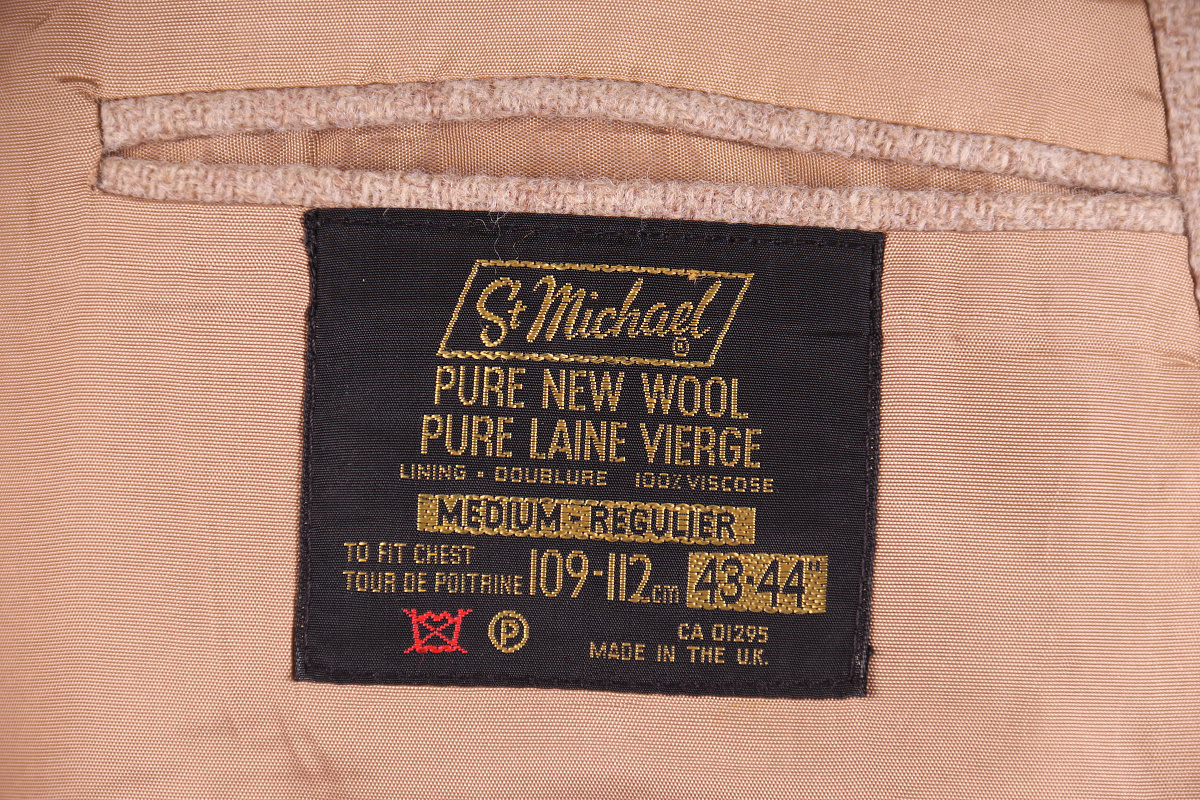 St Michael ®
PURE NEW WOOL
PURE LAINE VIERGE
LINING · DOUBLURE 100% VISCOSE
MEDIUM - REGULIER
TO FIT CHEST
TOUR DE POITRINE 109-112cm 43-44"
P
CA 01295
MADE IN THE U.K.